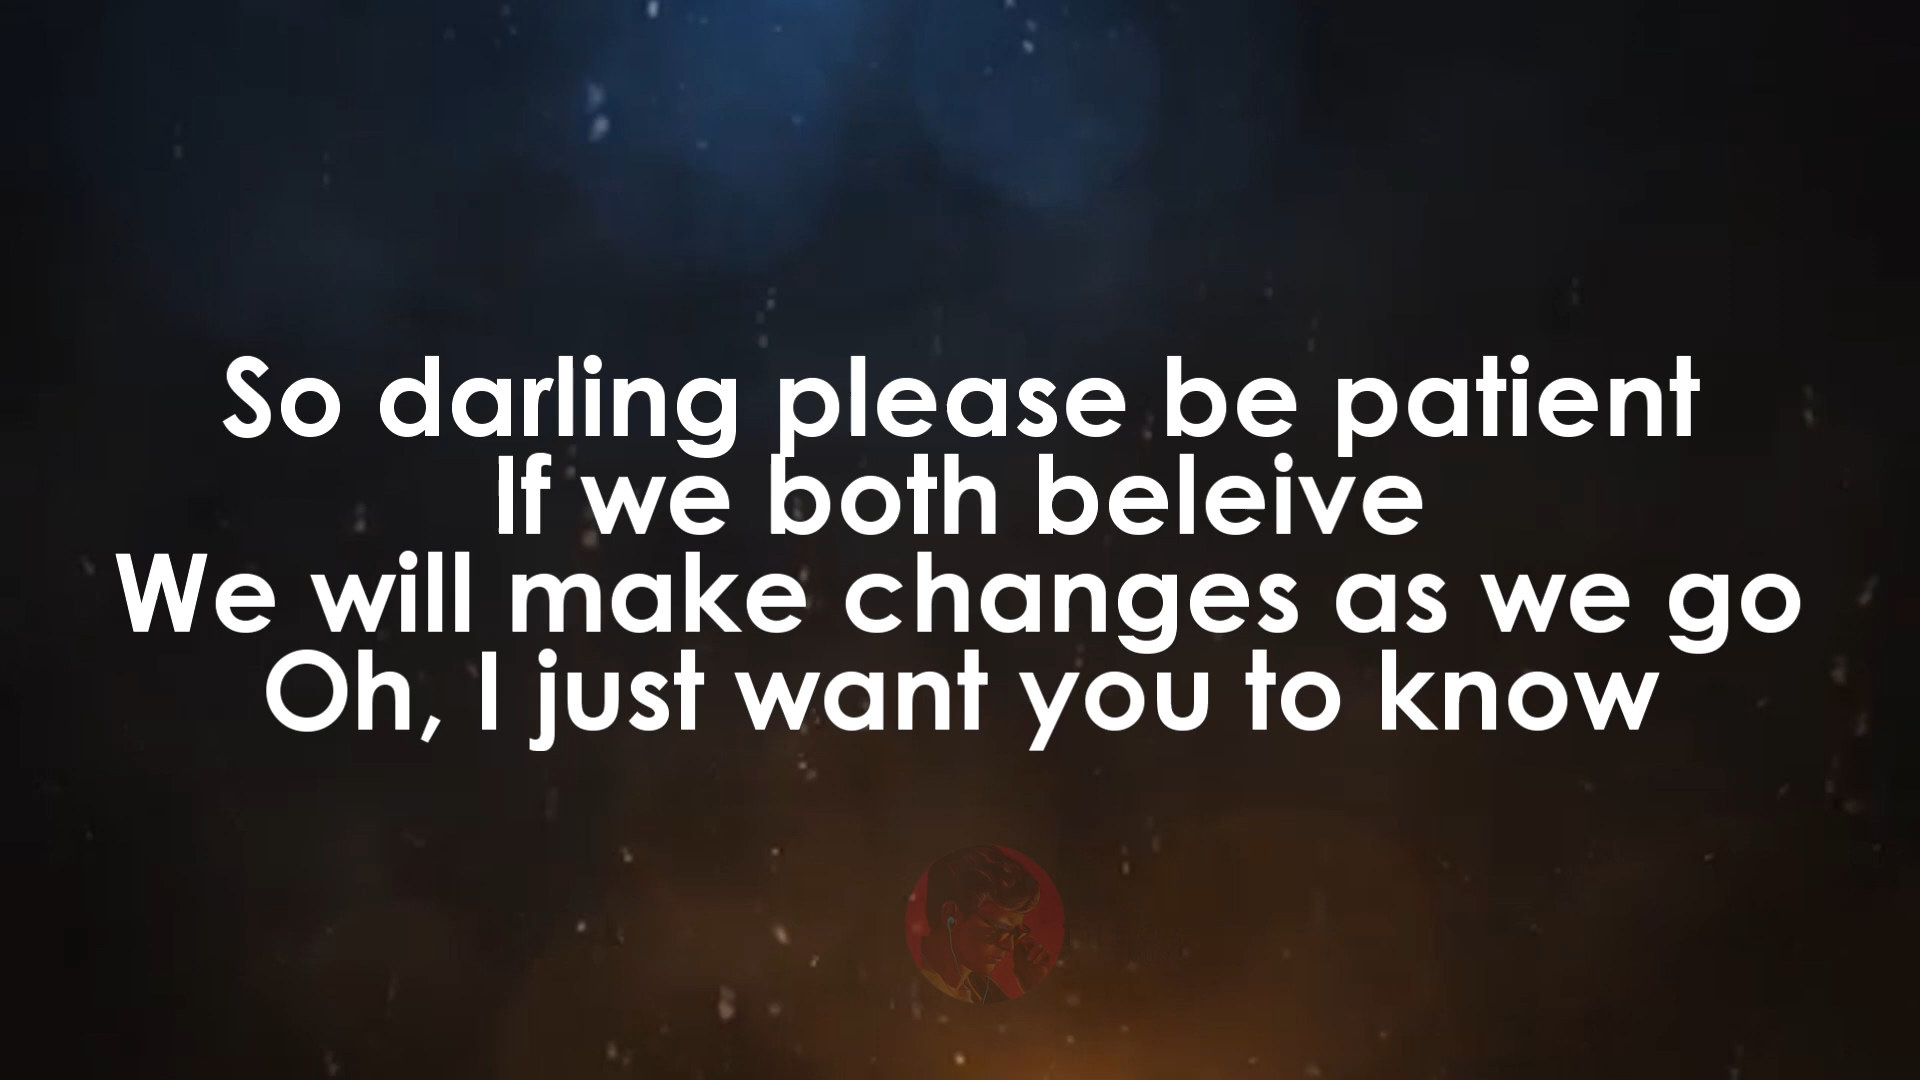 So darling please be patient
If we both beleive
We will make changes as we go
Oh, I just want you to know